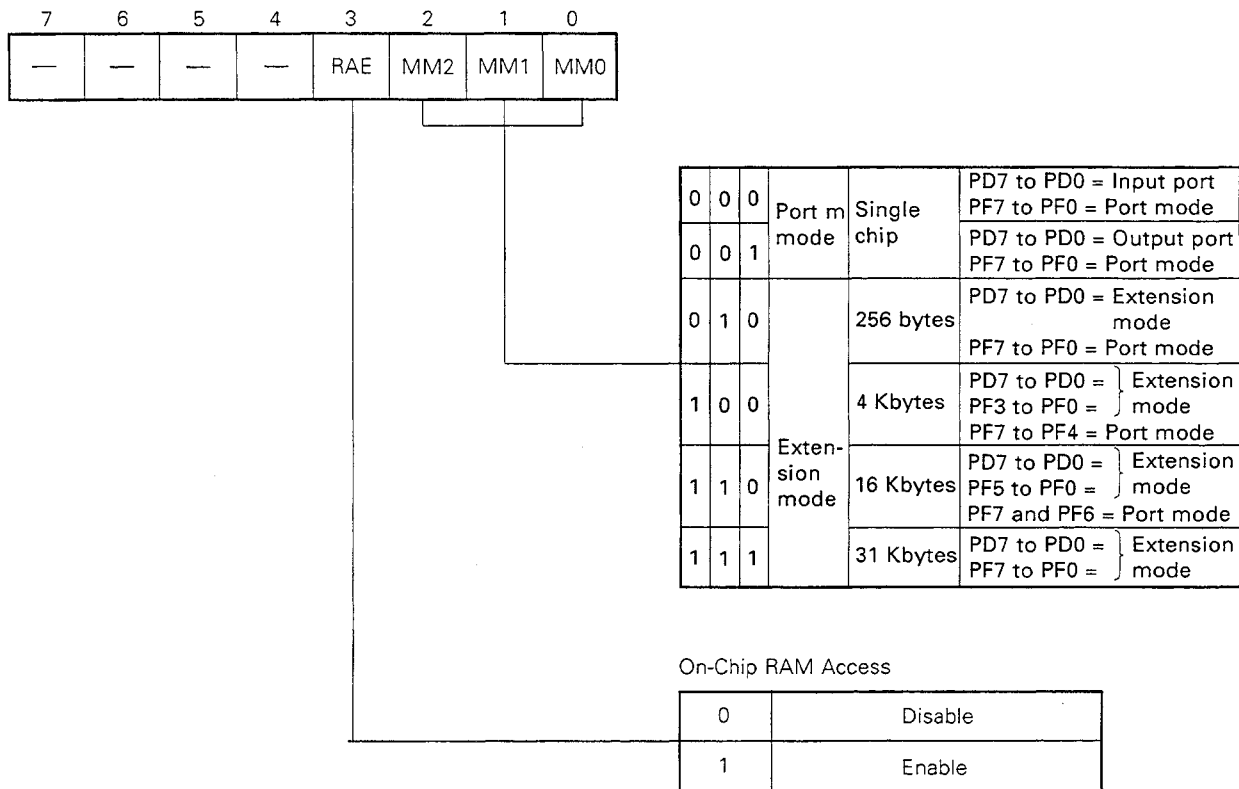 7 6 5 4 3 2 1 0
— — — — RAE MM2 MM1 MM0
0 0 0 Port m mode Single chip PD7 to PD0 = Input port
PF7 to PF0 = Port mode
0 0 1 PD7 to PD0 = Output port
PF7 to PF0 = Port mode
0 1 0 Exten-
sion
mode 256 bytes PD7 to PD0 = Extension
mode
PF7 to PF0 = Port mode
1 0 0 4 Kbytes PD7 to PD0 = } Extension
PF3 to PF0 = } mode
PF7 to PF4 = Port mode
1 1 0 16 Kbytes PD7 to PD0 = } Extension
PF5 to PF0 = } mode
PF7 and PF6 = Port mode
1 1 1 31 Kbytes PD7 to PD0 = } Extension
PF7 to PF0 = } mode
On-Chip RAM Access
0 Disable
1 Enable